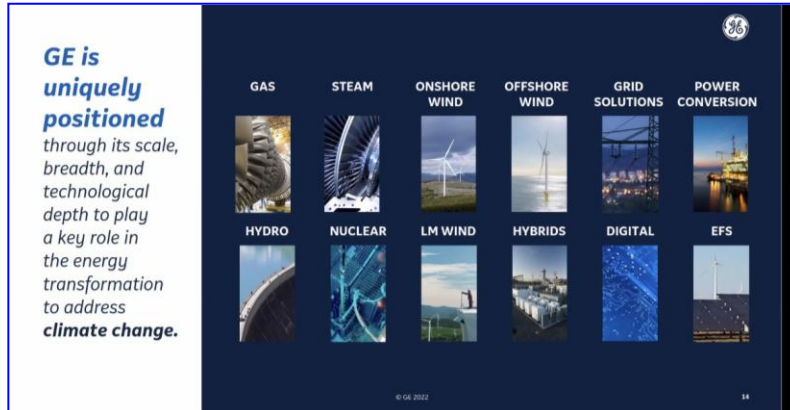 GE is
uniquely
positioned
through its scale,
breadth, and
technological
depth to play
a key role in
the energy
transformation
to address
climate change.
GAS
STEAM
ONSHORE
WIND
OFFSHORE
WIND
GRID
SOLUTIONS
POWER
CONVERSION
HYDRO
NUCLEAR
LM WIND
HYBRIDS
DIGITAL
EFS
© GE 2022
14
GE